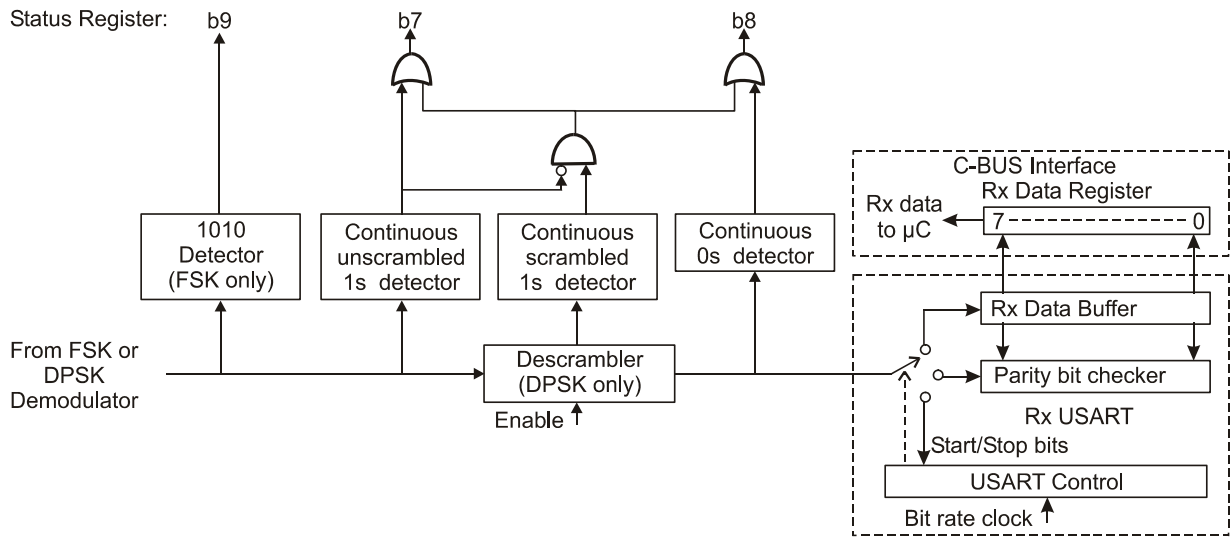 Status Register: b9 b7 b8
C-BUS Interface
Rx Data Register
Rx data
to µC
7 0
1010
Detector
(FSK only)
Continuous
unscrambled
1s detector
Continuous
scrambled
1s detector
Continuous
0s detector
Rx Data Buffer
From FSK or
DPSK
Demodulator
Descrambler
(DPSK only)
Enable
Parity bit checker
Rx USART
Start/Stop bits
USART Control
Bit rate clock